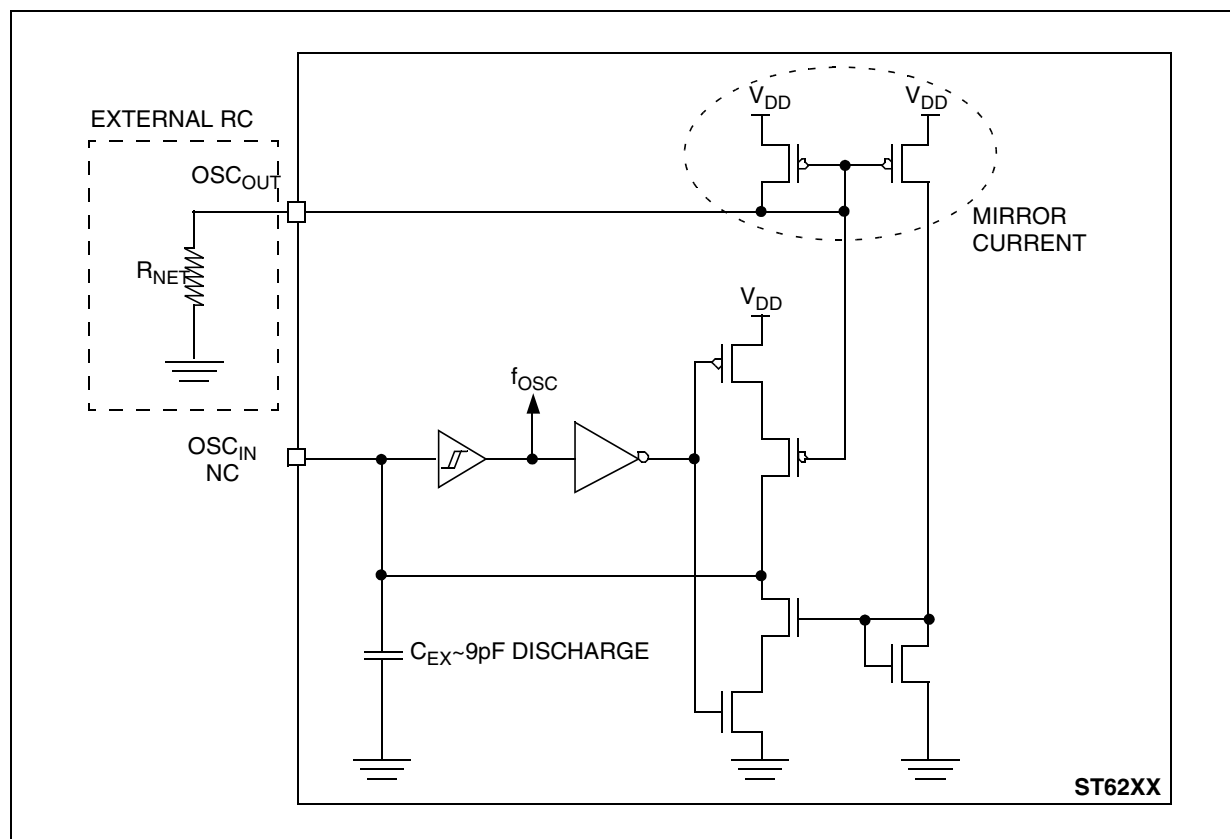 V_DD V_DD
EXTERNAL RC
OSC_OUT
MIRROR
CURRENT
R_NET
V_DD
f_OSC
OSC_IN
NC
C_EX~9pF DISCHARGE
ST62XX